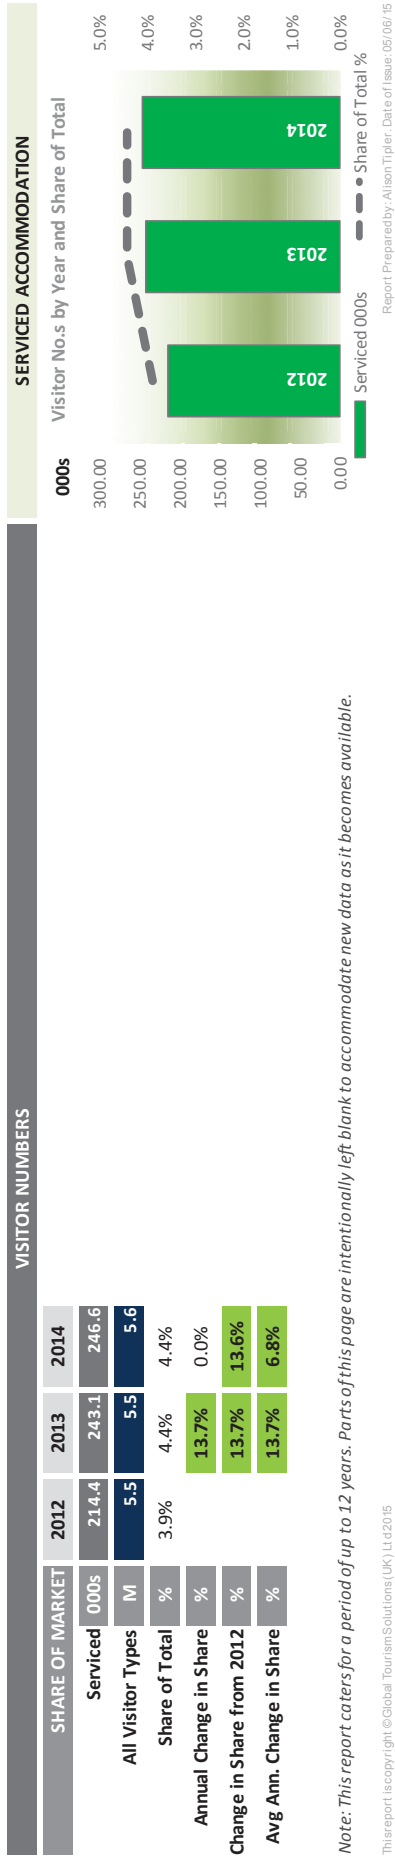 VISITOR NUMBERS
SERVICED ACCOMMODATION
SHARE OF MARKET 2012 2013 2014
Serviced 000s 214.4 243.1 246.6
All Visitor Types M 5.5 5.5 5.6
Share of Total % 3.9% 4.4% 4.4%
Annual Change in Share % 13.7% 0.0%
Change in Share from 2012 % 13.7% 13.6%
Avg Ann. Change in Share % 13.7% 6.8%
000s Visitor No.s by Year and Share of Total
300.00 5.0%
250.00 4.0%
200.00 3.0%
150.00 2.0%
100.00 1.0%
50.00 0.0%
0.00
2012 2013 2014
Serviced 000s Share of Total %
Note: This report caters for a period of up to 12 years. Parts of this page are intentionally left blank to accommodate new data as it becomes available.
This report is copyright © Global Tourism Solutions (UK) Ltd 2015
Report Prepared by: Alison Tipler. Date of Issue: 05/06/15